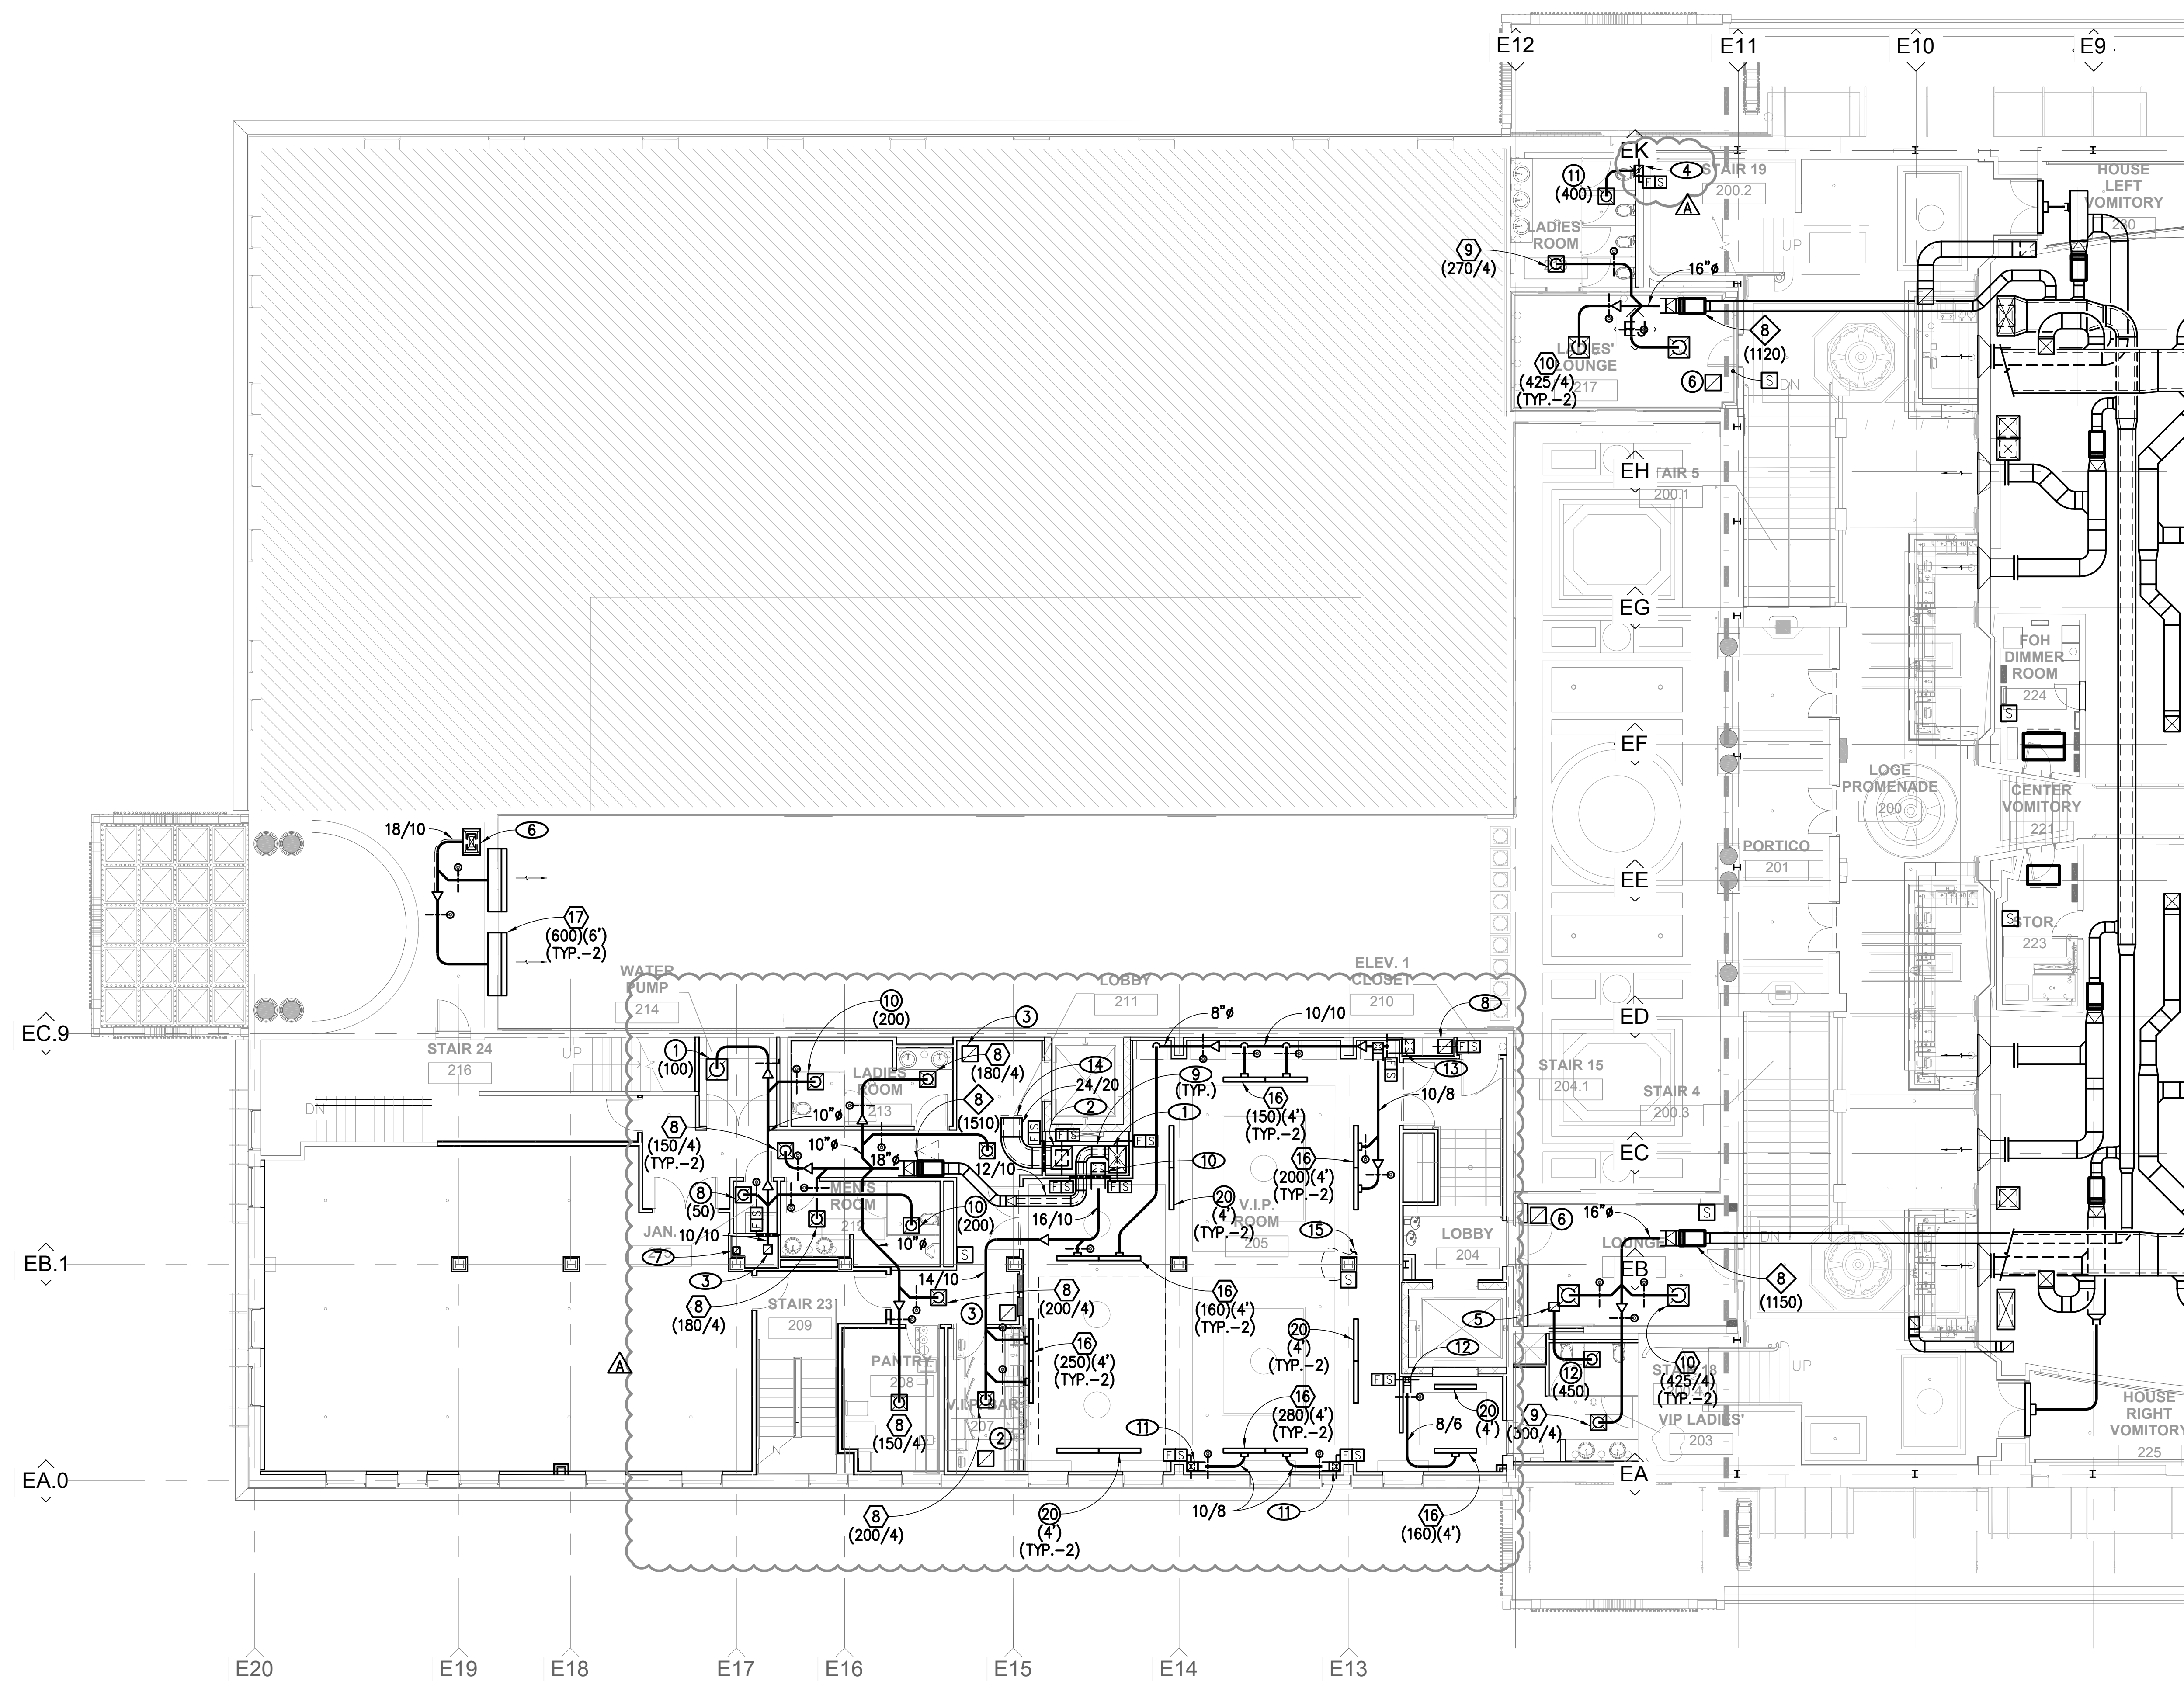 E12
E11
E10
E9
EK
4
STAIR 19
200.2
F S
A
11
(400)
LADIES'
ROOM
UP
HOUSE
LEFT
VOMITORY
230
9
(270/4)
16"ø
8
(1120)
LADIES'
LOUNGE
217
10
(425/4)
(TYP.-2)
6
S
DN
EH
STAIR 5
200.1
EG
FOH
DIMMER
ROOM
224
S
EF
LOGE
PROMENADE
200
CENTER
VOMITORY
221
PORTICO
201
EE
STOR.
223
S
18/10
6
17
(600)(6')
(TYP.-2)
WATER
PUMP
214
LOBBY
211
ELEV. 1
CLOSET
210
8
ED
EC.9
STAIR 24
216
UP
DN
1
(100)
10
(200)
3
8
(180/4)
LADIES
ROOM
213
8"ø
10/10
14
24/20
9
(TYP.)
2
1
13
F S
10/8
16
(150)(4')
(TYP.-2)
STAIR 15
204.1
STAIR 4
200.3
8
(1510)
10"ø
10"ø
18"ø
8
(150/4)
(TYP.-2)
12/10
F S
F S
F S
F S
F S
F S
10
16
(200)(4')
(TYP.-2)
EC
8
(50)
F S
MEN'S
ROOM
212
10
(200)
16/10
20
(4')
(TYP.-2)
V.I.P.
ROOM
205
15
S
LOBBY
204
6
16"ø
S
LOUNGE
DN
EB
8
(1150)
EB.1
JAN.
10/10
7
3
10"ø
S
14/10
8
(180/4)
STAIR 23
209
8
(200/4)
3
16
(160)(4')
(TYP.-2)
5
16
(250)(4')
(TYP.-2)
20
(4')
(TYP.-2)
12
12
(450)
10
(425/4)
(TYP.-2)
STAIR 18
UP
A
PANTRY
208
8
(150/4)
V.I.P. BAR
207
2
16
(280)(4')
(TYP.-2)
F S
8/6
20
(4')
9
(300/4)
VIP LADIES'
203
HOUSE
RIGHT
VOMITORY
225
11
F S
F S
EA.0
EA
8
(200/4)
20
(4')
(TYP.-2)
10/8
11
16
(160)(4')
E20
E19
E18
E17
E16
E15
E14
E13